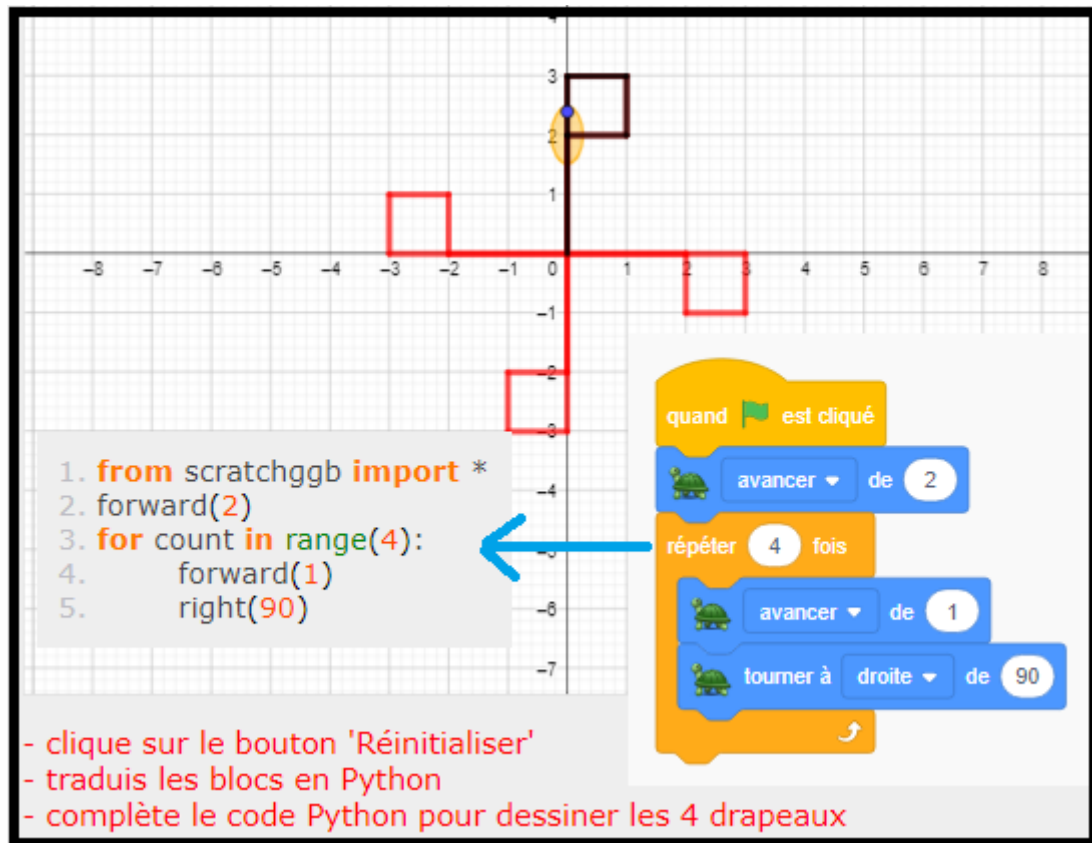 4
3
2
1
-8 -7 -6 -5 -4 -3 -2 -1 0 1 2 3 4 5 6 7 8
-1
-2
-3
-4
-5
-6
-7
1. from scratchggb import *
2. forward(2)
3. for count in range(4):
4. forward(1)
5. right(90)
quand est cliqué
avancer de 2
répéter 4 fois
avancer de 1
tourner à droite de 90
- clique sur le bouton 'Réinitialiser'
- traduis les blocs en Python
- complète le code Python pour dessiner les 4 drapeaux